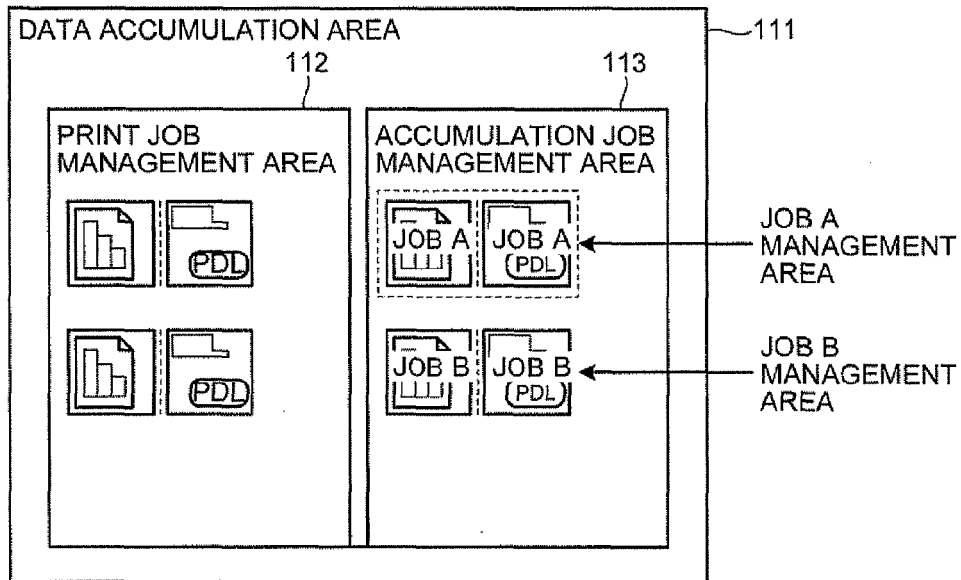 DATA ACCUMULATION AREA
111
112
113
PRINT JOB
MANAGEMENT AREA
ACCUMULATION JOB
MANAGEMENT AREA
PDL
PDL
JOB A
JOB A
(PDL)
JOB B
JOB B
(PDL)
JOB A
MANAGEMENT
AREA
JOB B
MANAGEMENT
AREA